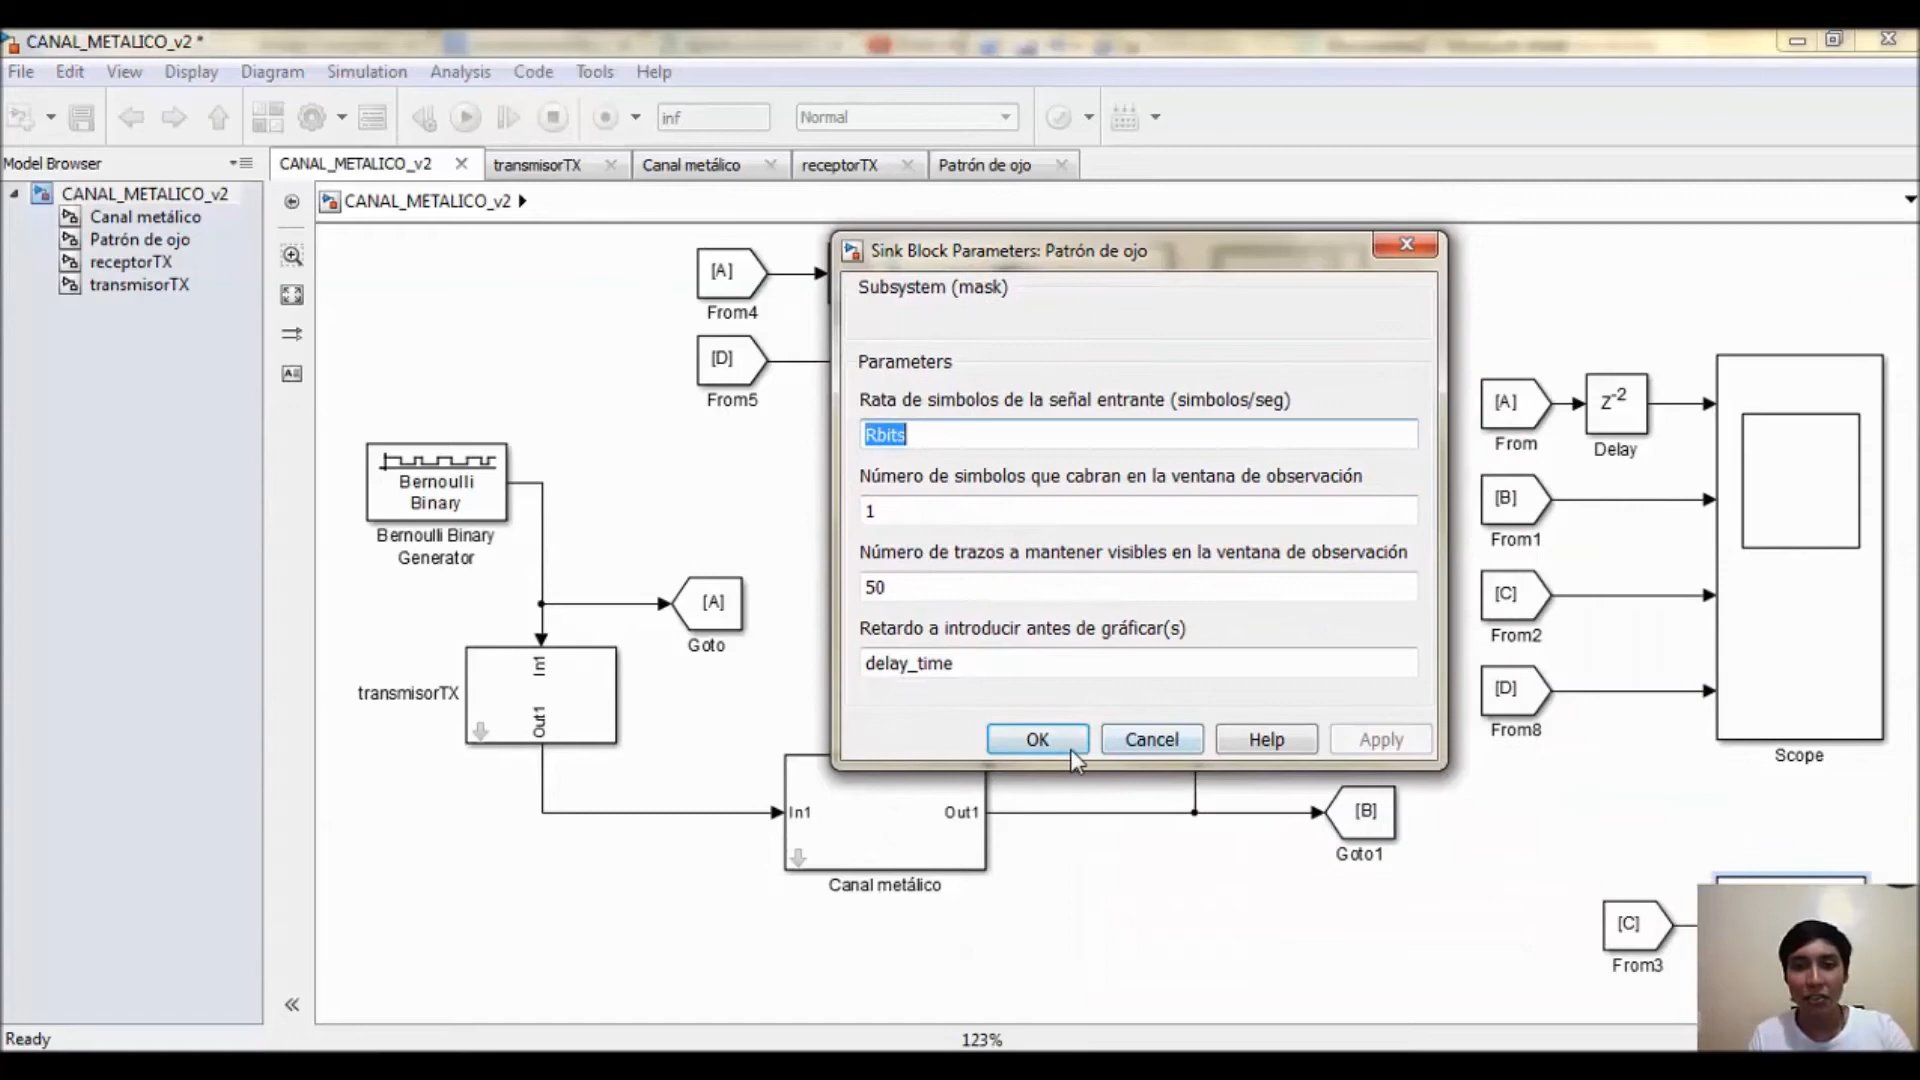 CANAL_METALICO_v2 *
File Edit View Display Diagram Simulation Analysis Code Tools Help
inf Normal
Model Browser
CANAL_METALICO_v2 transmisorTX Canal metálico receptorTX Patrón de ojo
CANAL_METALICO_v2
Canal metálico
Patrón de ojo
receptorTX
transmisorTX
CANAL_METALICO_v2
[A]
From4
[D]
From5
Bernoulli
Binary
Bernoulli Binary
Generator
[A]
Goto
transmisorTX
In1
Out1
In1 Out1
Canal metálico
[B]
Goto1
Sink Block Parameters: Patrón de ojo
Subsystem (mask)
Parameters
Rata de simbolos de la señal entrante (simbolos/seg)
Rbits
Número de simbolos que cabran en la ventana de observación
1
Número de trazos a mantener visibles en la ventana de observación
50
Retardo a introducir antes de gráficar(s)
delay_time
OK Cancel Help Apply
[A]
From
Z-2
Delay
[B]
From1
[C]
From2
[D]
From8
Scope
[C]
From3
Ready 123%